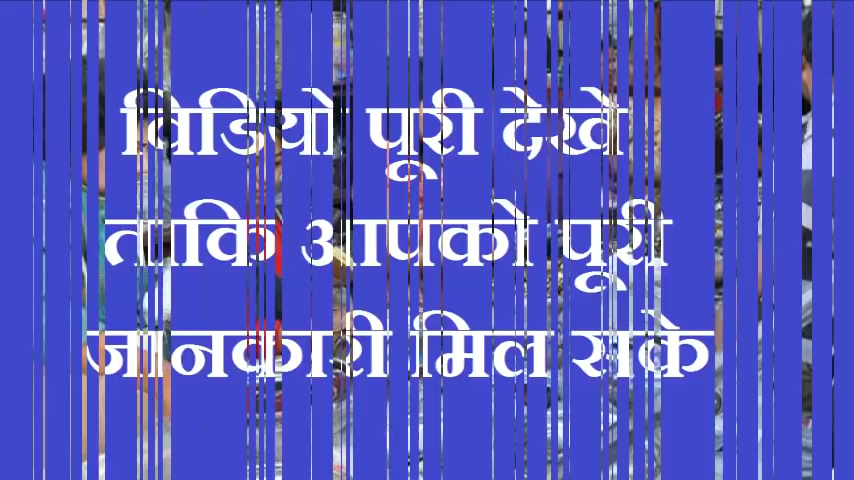 विडियो पूरी देखे
ताकि आपको पूरी
जानकारी मिल सके